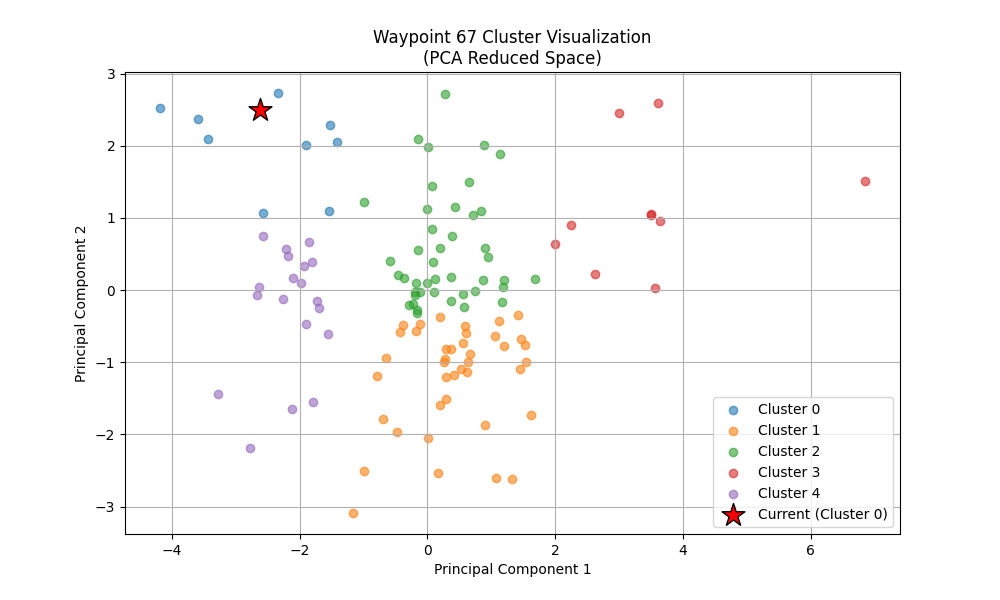 Waypoint 67 Cluster Visualization
(PCA Reduced Space)
Principal Component 2
3
2
1
0
−1
−2
−3
Cluster 0
Cluster 1
Cluster 2
Cluster 3
Cluster 4
Current (Cluster 0)
−4 −2 0 2 4 6
Principal Component 1